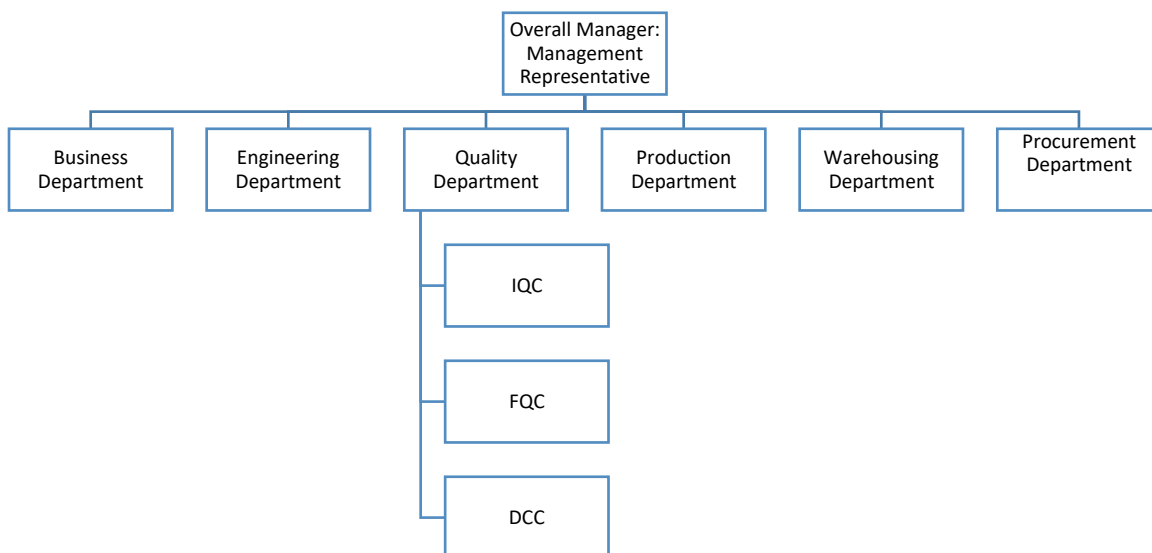 Overall Manager:
Management
Representative
Business
Department
Engineering
Department
Quality
Department
Production
Department
Warehousing
Department
Procurement
Department
IQC
FQC
DCC